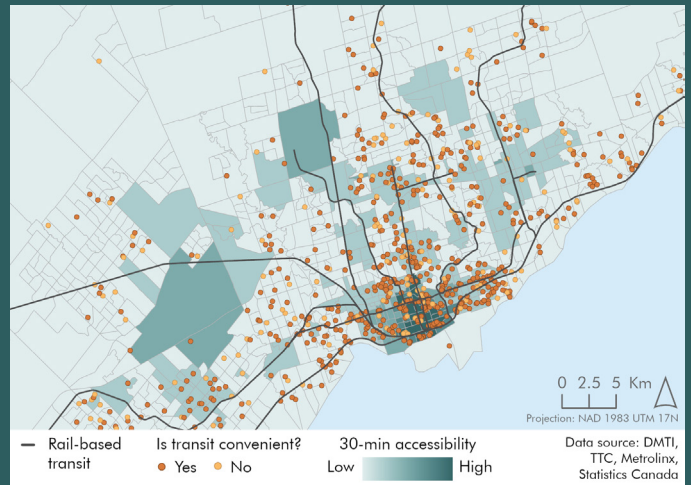 0 2.5 5 Km
Projection: NAD 1983 UTM 17N
Rail-based
transit
Is transit convenient?
Yes No
30-min accessibility
Low High
Data source: DMTI,
TTC, Metrolinx,
Statistics Canada